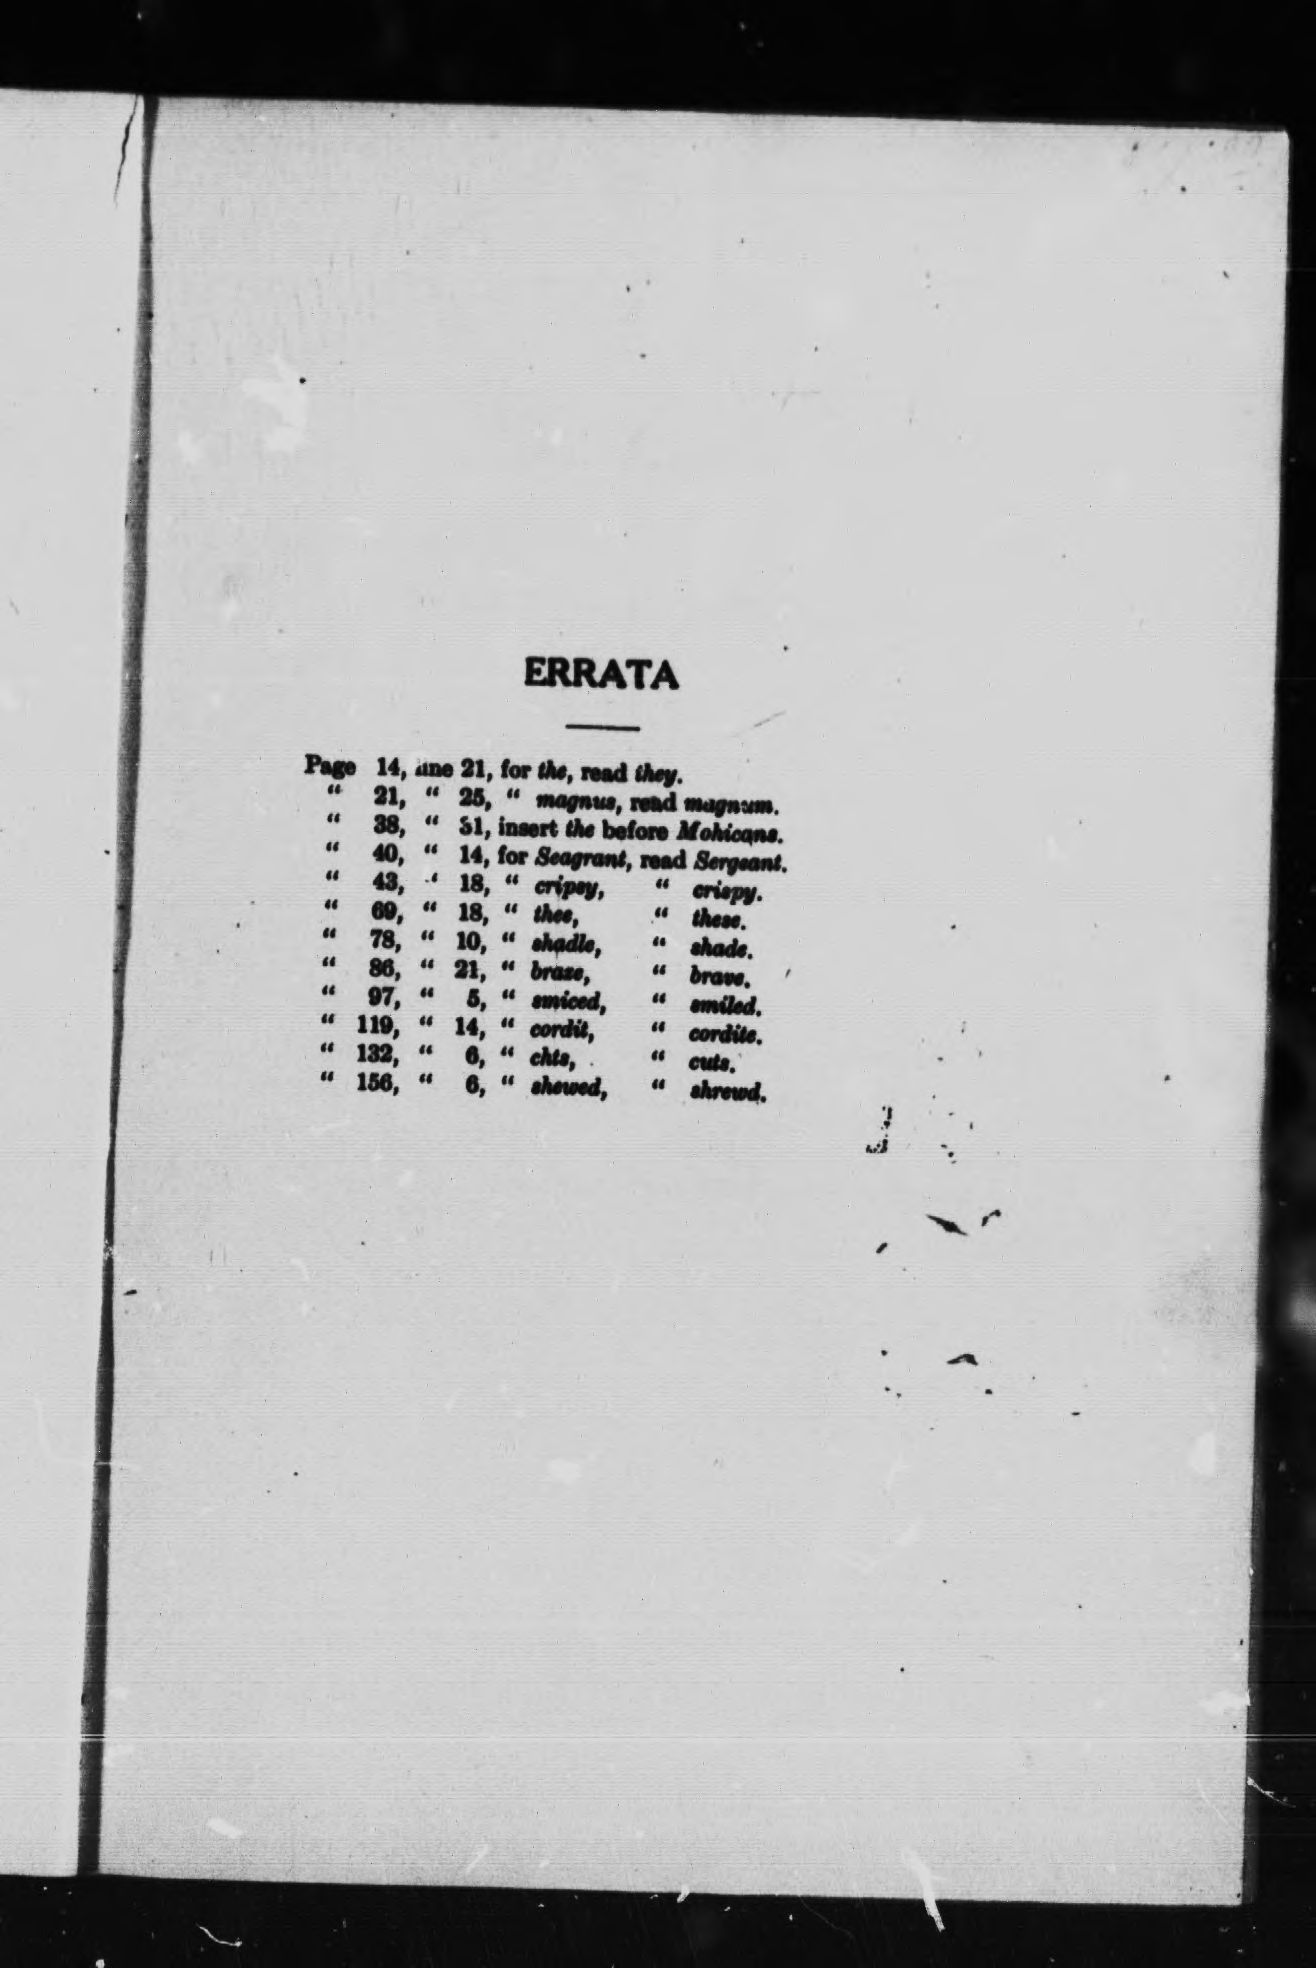 ERRATA
Page 14, line 21, for the, read they.
“ 21, “ 25, “ magnus, read magnum.
“ 38, “ 31, insert the before Mohicans.
“ 40, “ 14, for Seagrant, read Sergeant.
“ 43, “ 18, “ cripsy, “ crispy.
“ 69, “ 18, “ thee, “ these.
“ 78, “ 10, “ shadle, “ shade.
“ 86, “ 21, “ braze, “ brave.
“ 97, “ 5, “ smiced, “ smiled.
“ 119, “ 14, “ cordit, “ cordite.
“ 132, “ 6, “ chts, “ cuts.
“ 156, “ 6, “ shewed, “ shrewd.